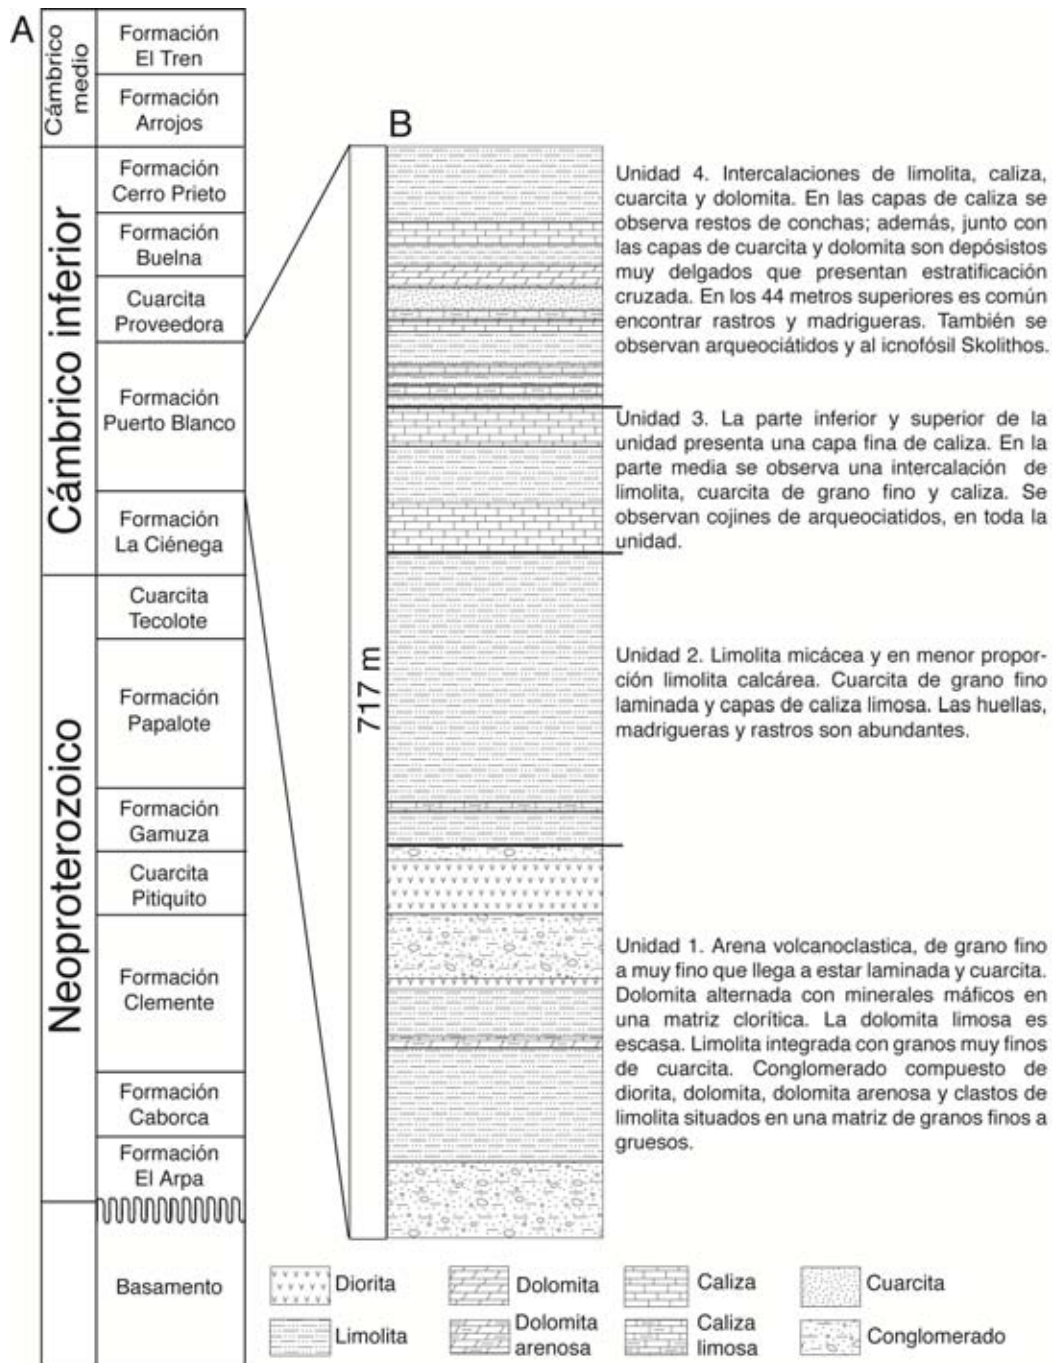 A
Cámbrico
medio
Formación
El Tren
Formación
Arrojos
Cámbrico inferior
Formación
Cerro Prieto
Formación
Buelna
Cuarcita
Proveedora
Formación
Puerto Blanco
Formación
La Ciénega
Neoproterozoico
Cuarcita
Tecolote
Formación
Papalote
Formación
Gamuza
Cuarcita
Pitiquito
Formación
Clemente
Formación
Caborca
Formación
El Arpa
Basamento
B
717 m
Unidad 4. Intercalaciones de limolita, caliza,
cuarcita y dolomita. En las capas de caliza se
observa restos de conchas; además, junto con
las capas de cuarcita y dolomita son depósistos
muy delgados que presentan estratificación
cruzada. En los 44 metros superiores es común
encontrar rastros y madrigueras. También se
observan arqueociátidos y al icnofósil Skolithos.
Unidad 3. La parte inferior y superior de la
unidad presenta una capa fina de caliza. En la
parte media se observa una intercalación de
limolita, cuarcita de grano fino y caliza. Se
observan cojines de arqueociatidos, en toda la
unidad.
Unidad 2. Limolita micácea y en menor propor-
ción limolita calcárea. Cuarcita de grano fino
laminada y capas de caliza limosa. Las huellas,
madrigueras y rastros son abundantes.
Unidad 1. Arena volcanoclastica, de grano fino
a muy fino que llega a estar laminada y cuarcita.
Dolomita alternada con minerales máficos en
una matriz clorítica. La dolomita limosa es
escasa. Limolita integrada con granos muy finos
de cuarcita. Conglomerado compuesto de
diorita, dolomita, dolomita arenosa y clastos de
limolita situados en una matriz de granos finos a
gruesos.
Diorita
Dolomita
Caliza
Cuarcita
Limolita
Dolomita
arenosa
Caliza
limosa
Conglomerado